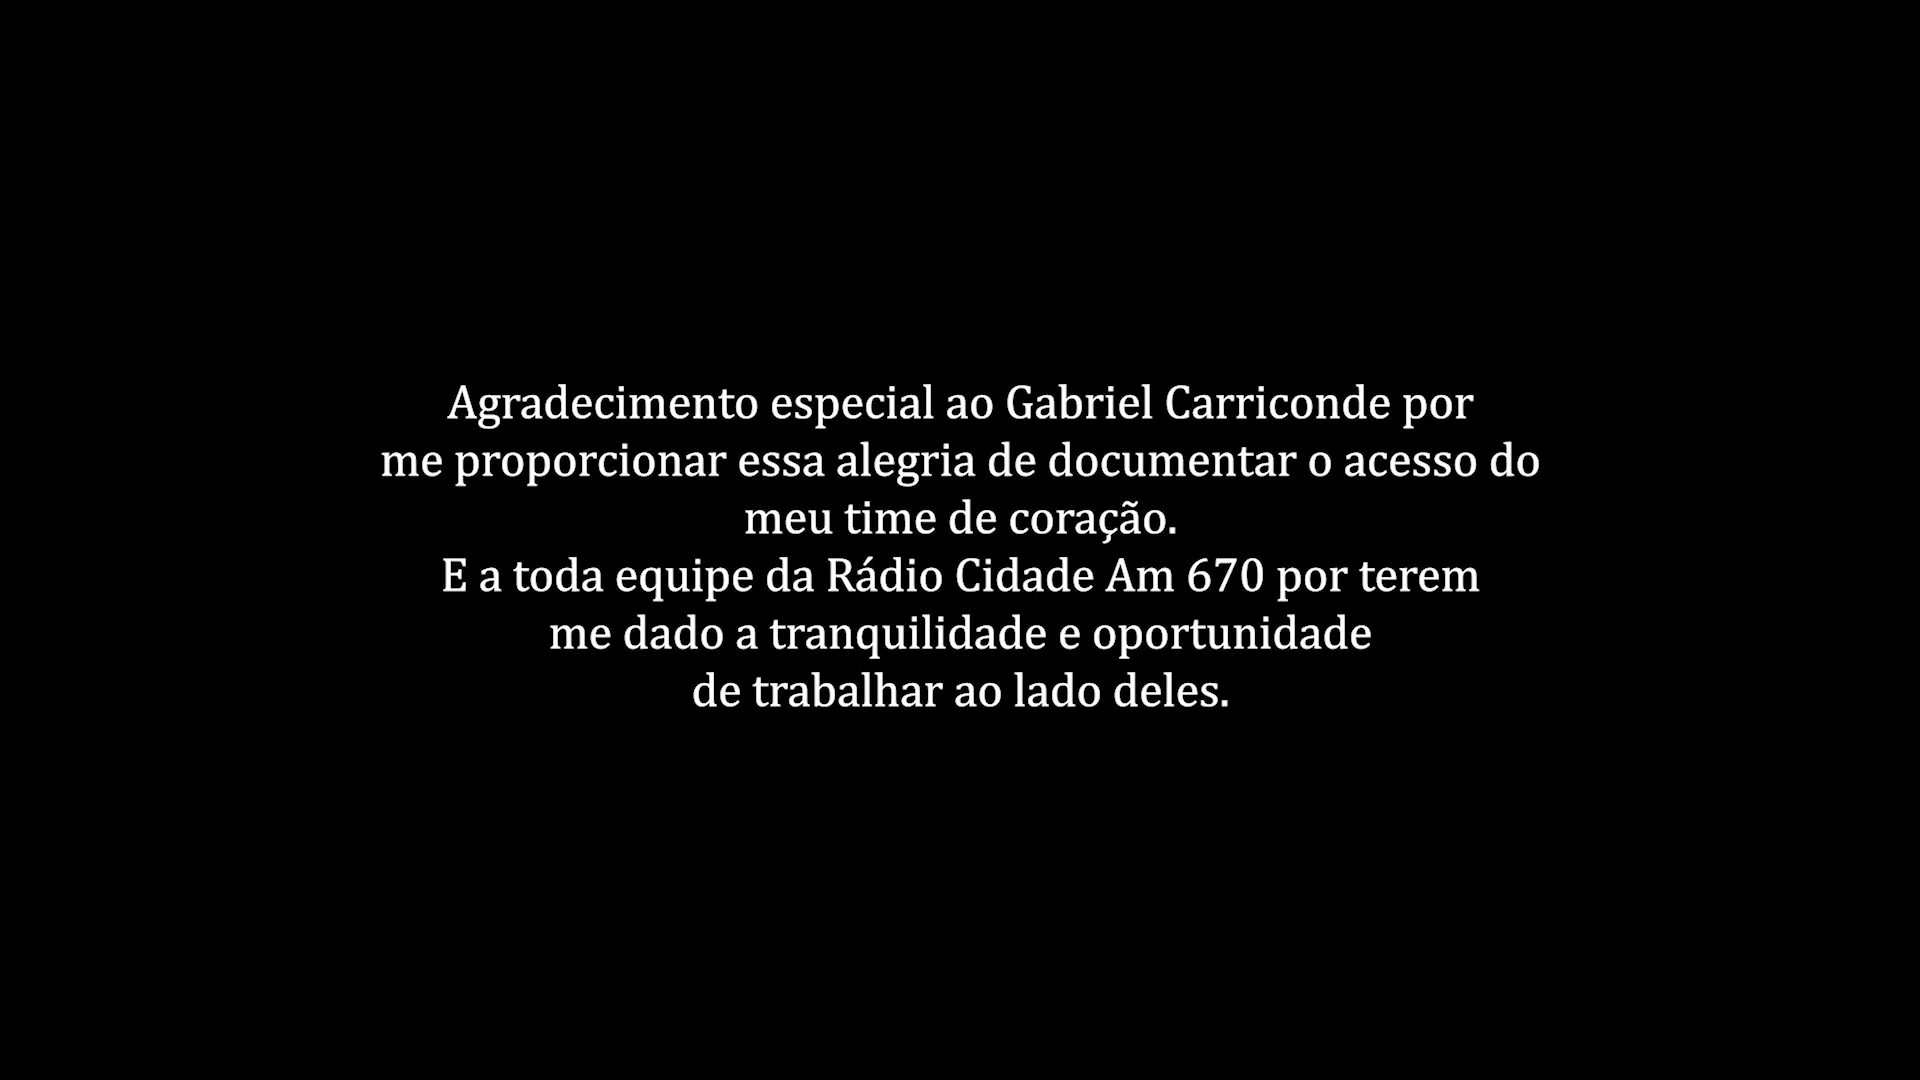 Agradecimento especial ao Gabriel Carriconde por
me proporcionar essa alegria de documentar o acesso do
meu time de coração.
E a toda equipe da Rádio Cidade Am 670 por terem
me dado a tranquilidade e oportunidade
de trabalhar ao lado deles.